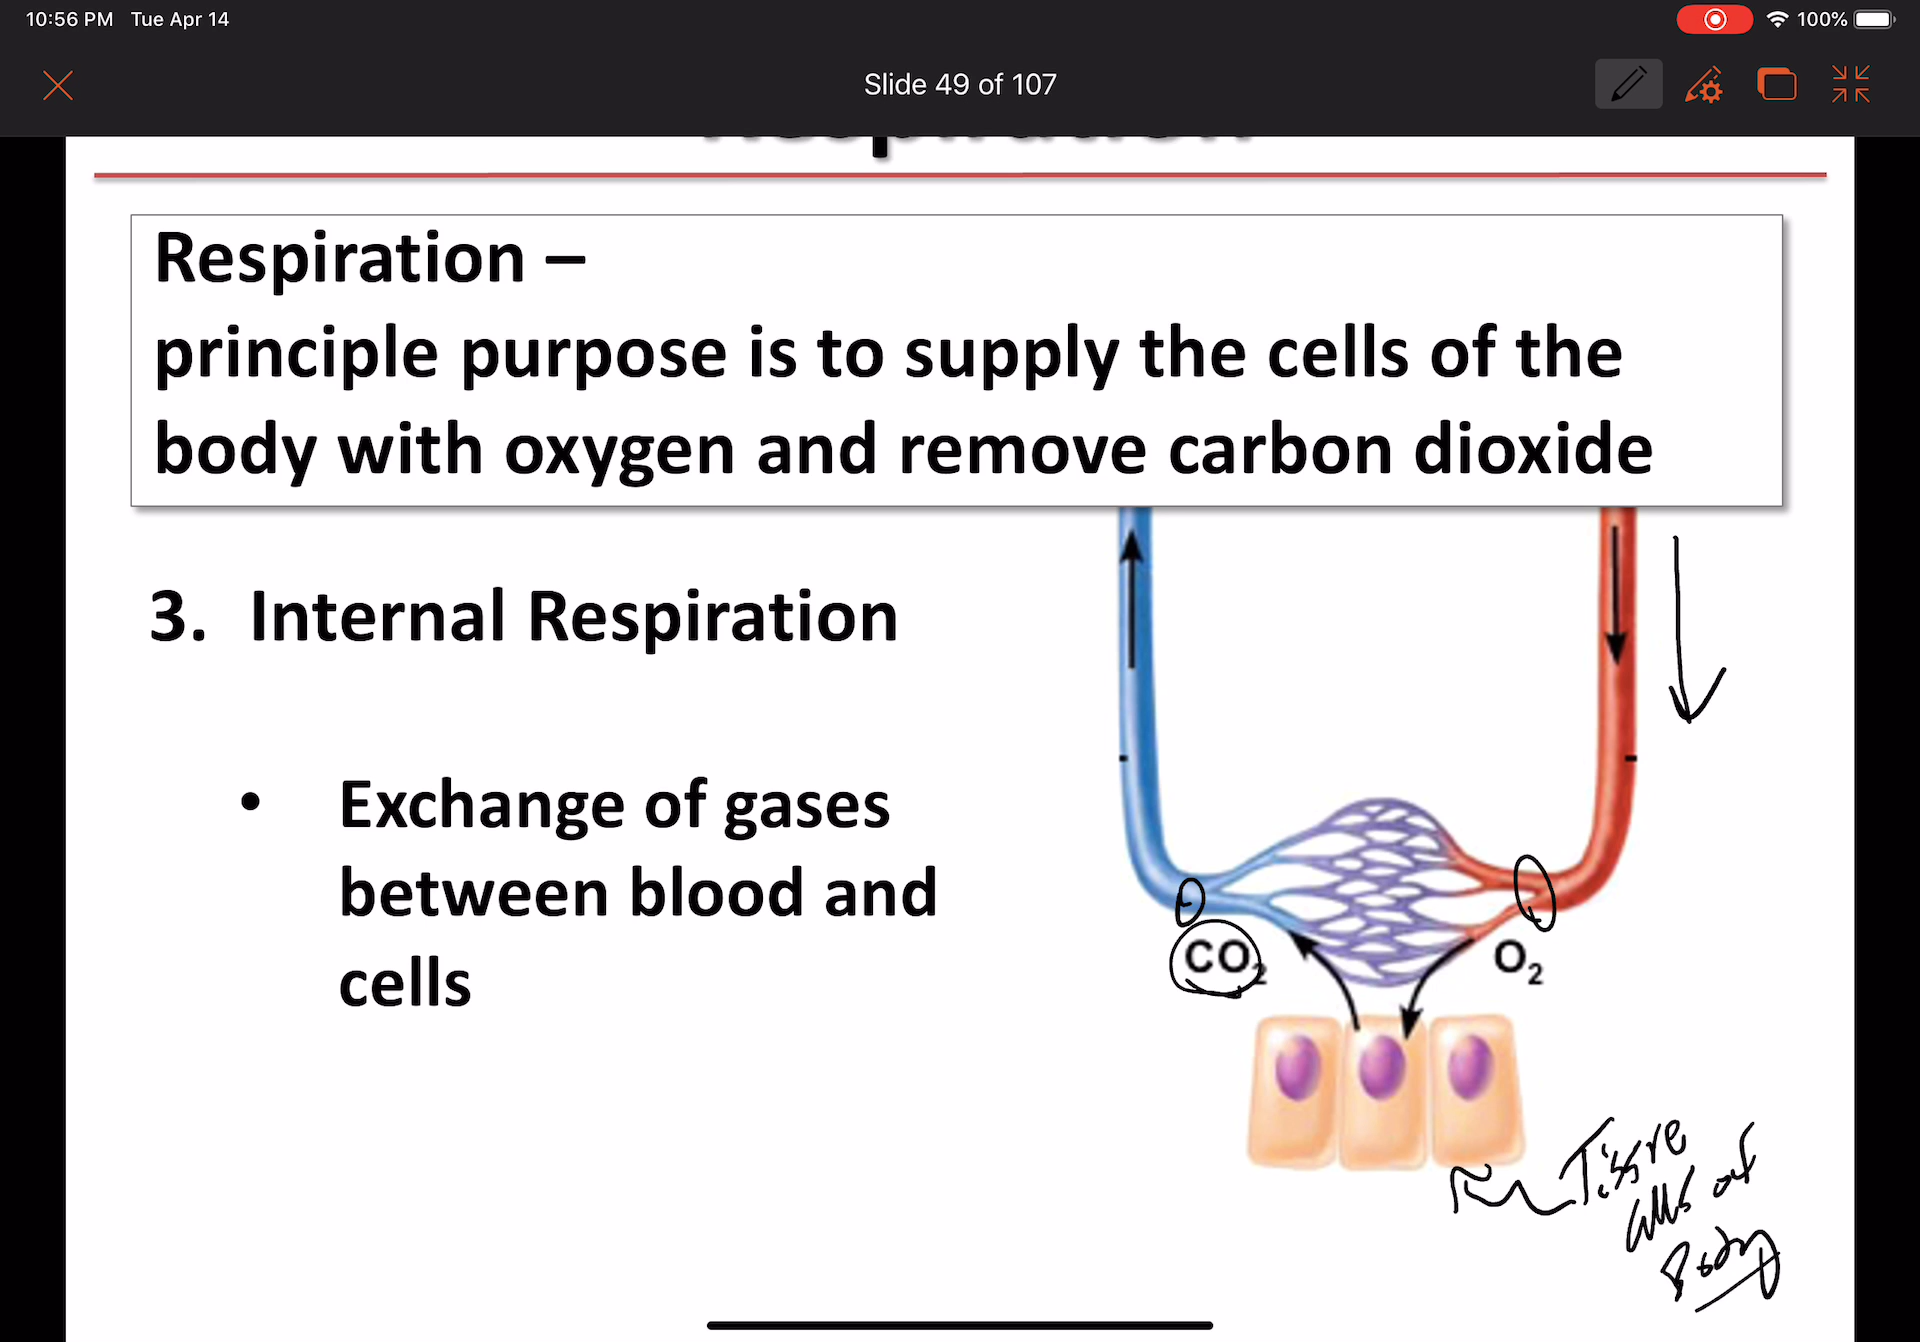 10:56 PM Tue Apr 14
100%
Slide 49 of 107
Respiration
Respiration –
principle purpose is to supply the cells of the
body with oxygen and remove carbon dioxide
3. Internal Respiration
• Exchange of gases
between blood and
cells
CO₂
O₂
Tissue
cells of
Body